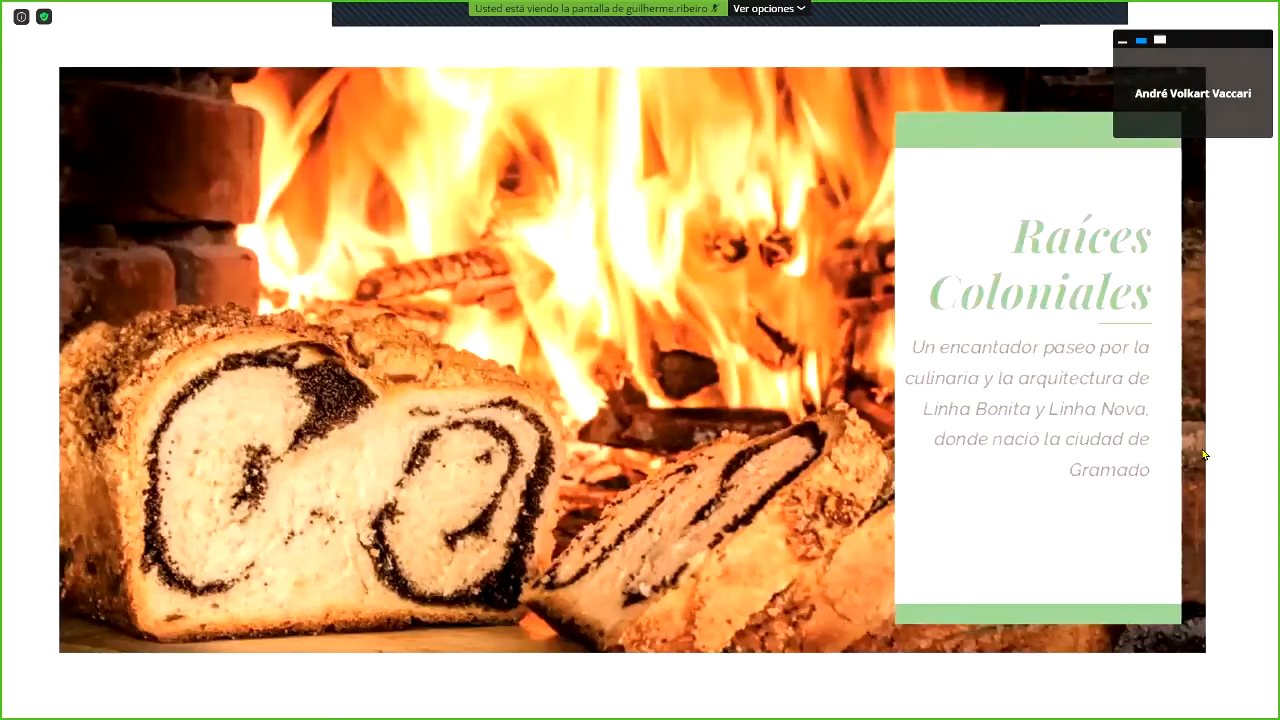 Usted está viendo la pantalla de guilherme.ribeiro
Ver opciones
André Volkart Vaccari
Raíces
Coloniales
Un encantador paseo por la
culinaria y la arquitectura de
Linha Bonita y Linha Nova,
donde nació la ciudad de
Gramado